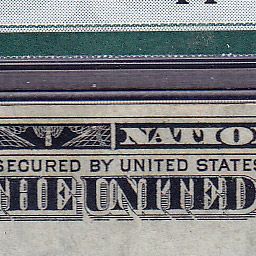 NATIO
SECURED BY UNITED STATES
THE UNITED